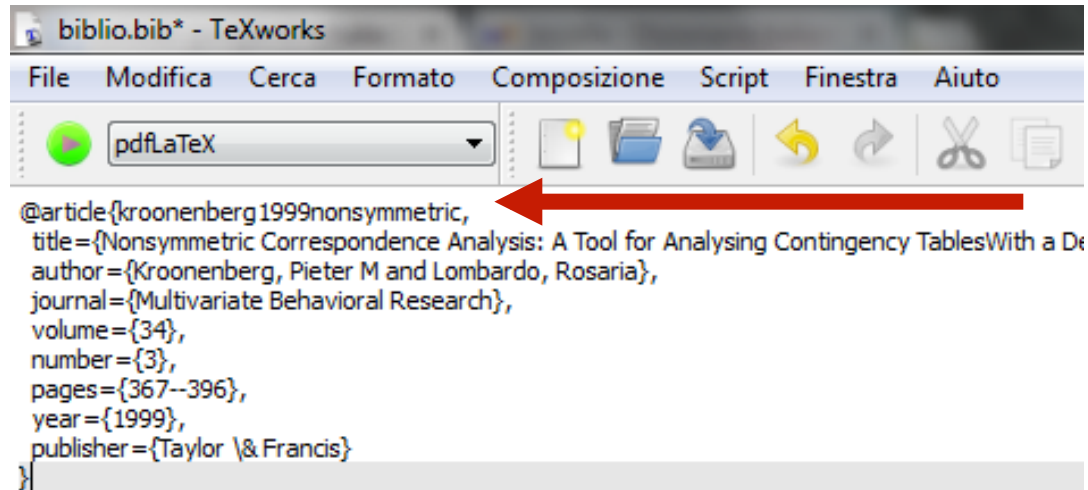 biblio.bib* - TeXworks
File Modifica Cerca Formato Composizione Script Finestra Aiuto
pdfLaTeX
@article{kroonenberg1999nonsymmetric,
title={Nonsymmetric Correspondence Analysis: A Tool for Analysing Contingency TablesWith a De
author={Kroonenberg, Pieter M and Lombardo, Rosaria},
journal={Multivariate Behavioral Research},
volume={34},
number={3},
pages={367--396},
year={1999},
publisher={Taylor \& Francis}
}